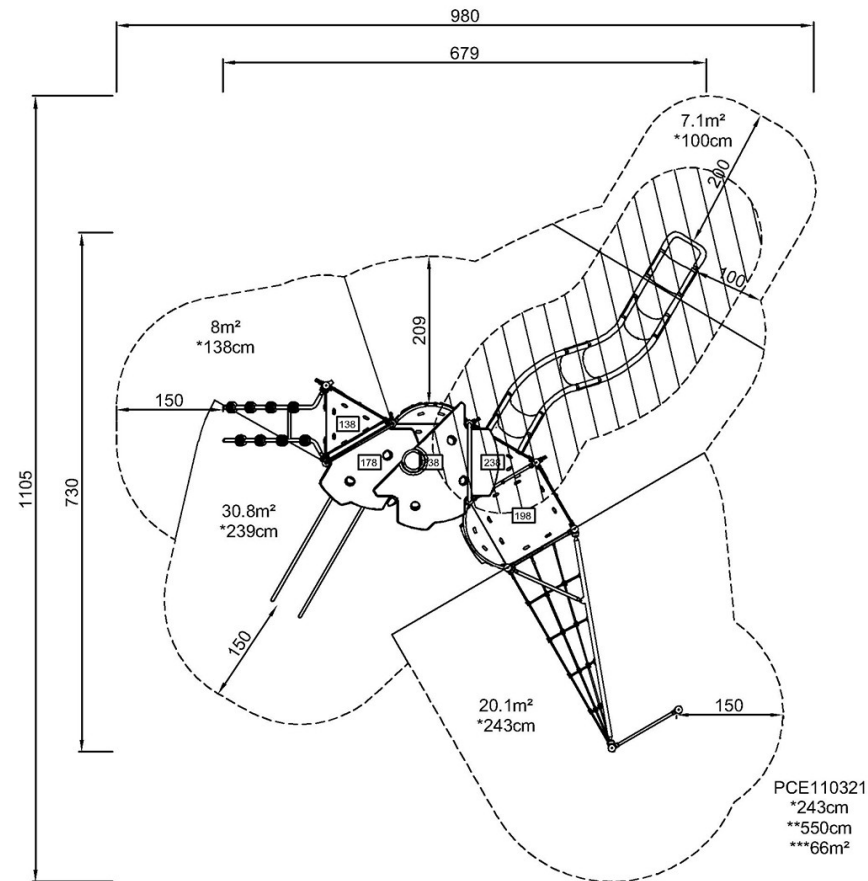 980
679
7.1m²
*100cm
200
100
209
8m²
*138cm
150
138
178
238
238
198
1105
730
30.8m²
*239cm
150
20.1m²
*243cm
150
PCE110321
*243cm
**550cm
***66m²